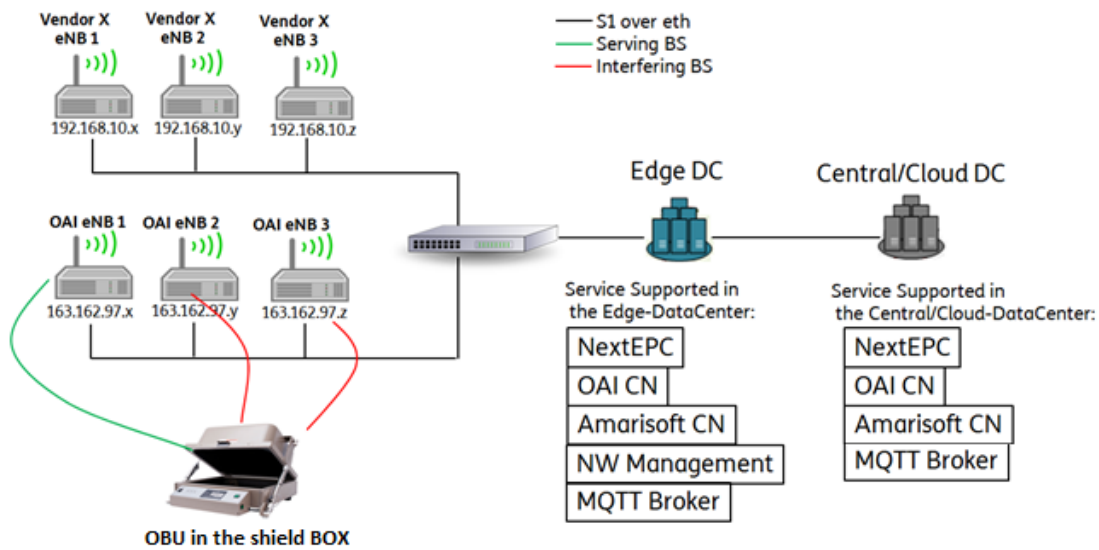 Vendor X
eNB 1
Vendor X
eNB 2
Vendor X
eNB 3
192.168.10.x
192.168.10.y
192.168.10.z
S1 over eth
Serving BS
Interfering BS
OAI eNB 1
OAI eNB 2
OAI eNB 3
163.162.97.x
163.162.97.y
163.162.97.z
OBU in the shield BOX
Edge DC
Central/Cloud DC
Service Supported in
the Edge-DataCenter:
NextEPC
OAI CN
Amarisoft CN
NW Management
MQTT Broker
Service Supported in
the Central/Cloud-DataCenter:
NextEPC
OAI CN
Amarisoft CN
MQTT Broker